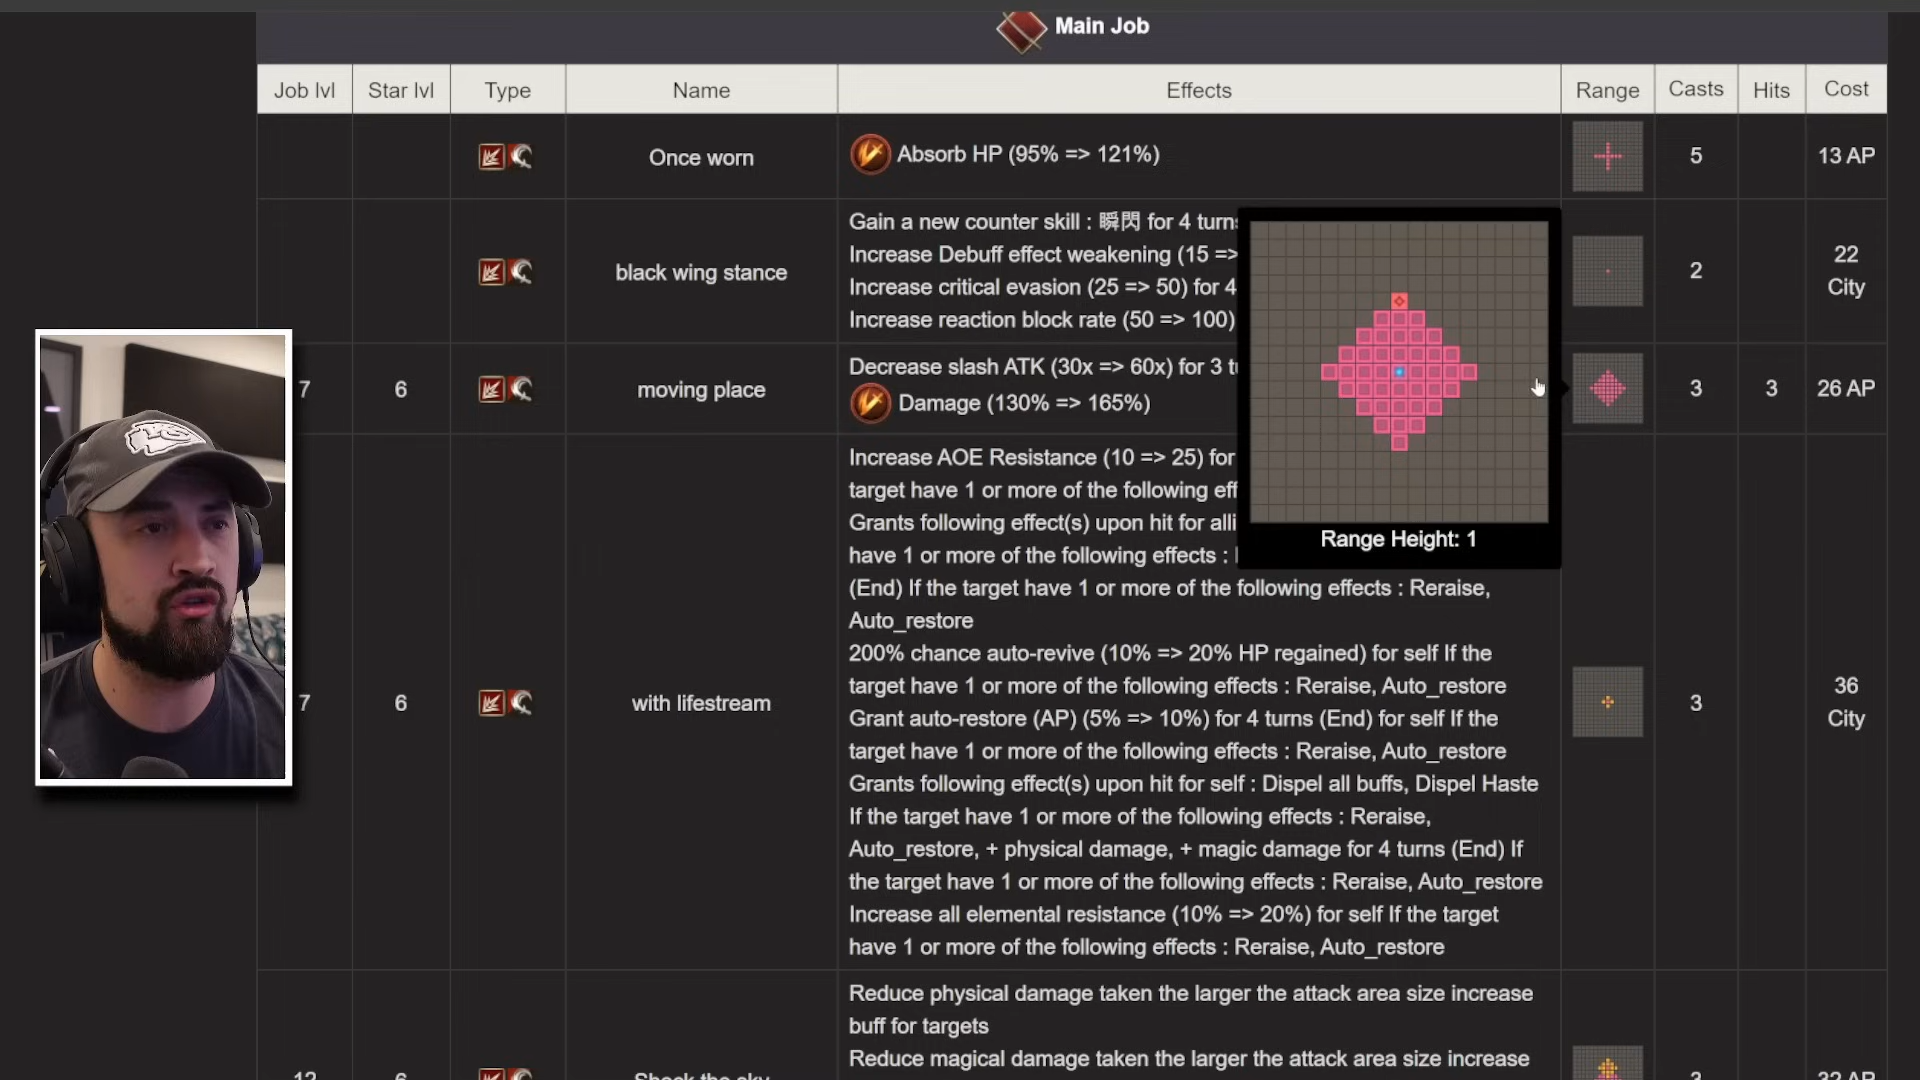 Main Job
Job lvl
Star lvl
Type
Name
Effects
Range
Casts
Hits
Cost
Once worn
Absorb HP (95% => 121%)
5
13 AP
black wing stance
Gain a new counter skill : 瞬閃 for 4 turn
Increase Debuff effect weakening (15 =>
Increase critical evasion (25 => 50) for 4
Increase reaction block rate (50 => 100)
2
22
City
7
6
moving place
Decrease slash ATK (30x => 60x) for 3
Damage (130% => 165%)
3
3
26 AP
Range Height: 1
7
6
with lifestream
Increase AOE Resistance (10 => 25) for
target have 1 or more of the following
Grants following effect(s) upon hit for
have 1 or more of the following effects :
(End) If the target have 1 or more of the following effects : Reraise,
Auto_restore
200% chance auto-revive (10% => 20% HP regained) for self If the
target have 1 or more of the following effects : Reraise, Auto_restore
Grant auto-restore (AP) (5% => 10%) for 4 turns (End) for self If the
target have 1 or more of the following effects : Reraise, Auto_restore
Grants following effect(s) upon hit for self : Dispel all buffs, Dispel Haste
If the target have 1 or more of the following effects : Reraise,
Auto_restore, + physical damage, + magic damage for 4 turns (End) If
the target have 1 or more of the following effects : Reraise, Auto_restore
Increase all elemental resistance (10% => 20%) for self If the target
have 1 or more of the following effects : Reraise, Auto_restore
3
36
City
12
6
Shock the sky
Reduce physical damage taken the larger the attack area size increase
buff for targets
Reduce magical damage taken the larger the attack area size increase
3
32 AP